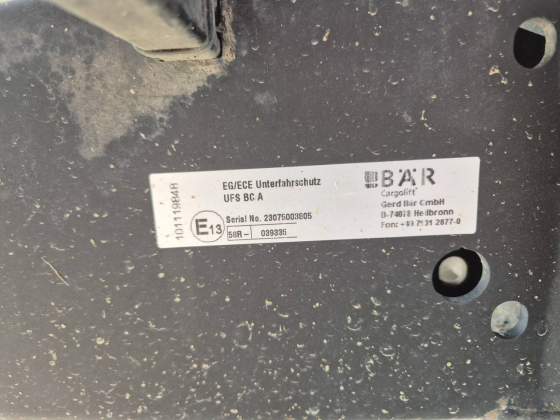 101119848
EG/ECE Unterfahrschutz
UFS BC A
E13
Serial No. 23075003805
58R- 039335
BÄR
Cargolift
Gerd Bär GmbH
D-74078 Heilbronn
Fon: +49 7131 2877-0